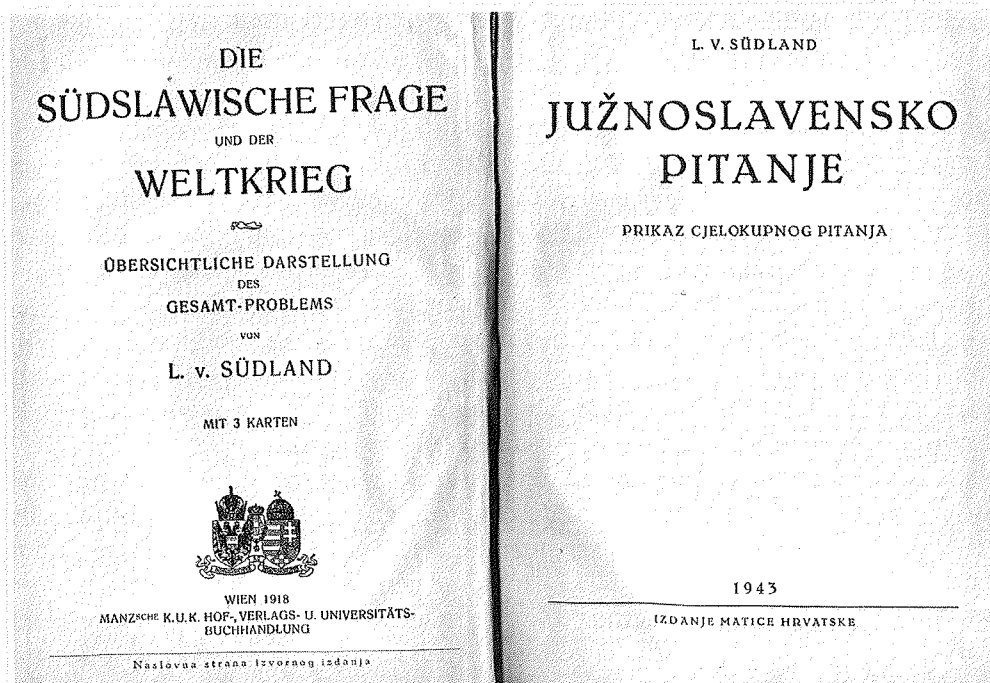 DIE
SÜDSLAWISCHE FRAGE
UND DER
WELTKRIEG
ÜBERSICHTLICHE DARSTELLUNG
DES
GESAMT-PROBLEMS
VON
L. v. SÜDLAND
MIT 3 KARTEN
WIEN 1918
MANZSCHE K.U.K. HOF-, VERLAGS- U. UNIVERSITÄTS-
BUCHHANDLUNG
Naslovna strana izvornog izdanja
L. V. SÜDLAND
JUŽNOSLAVENSKO
PITANJE
PRIKAZ CJELOKUPNOG PITANJA
1943
IZDANJE MATICE HRVATSKE